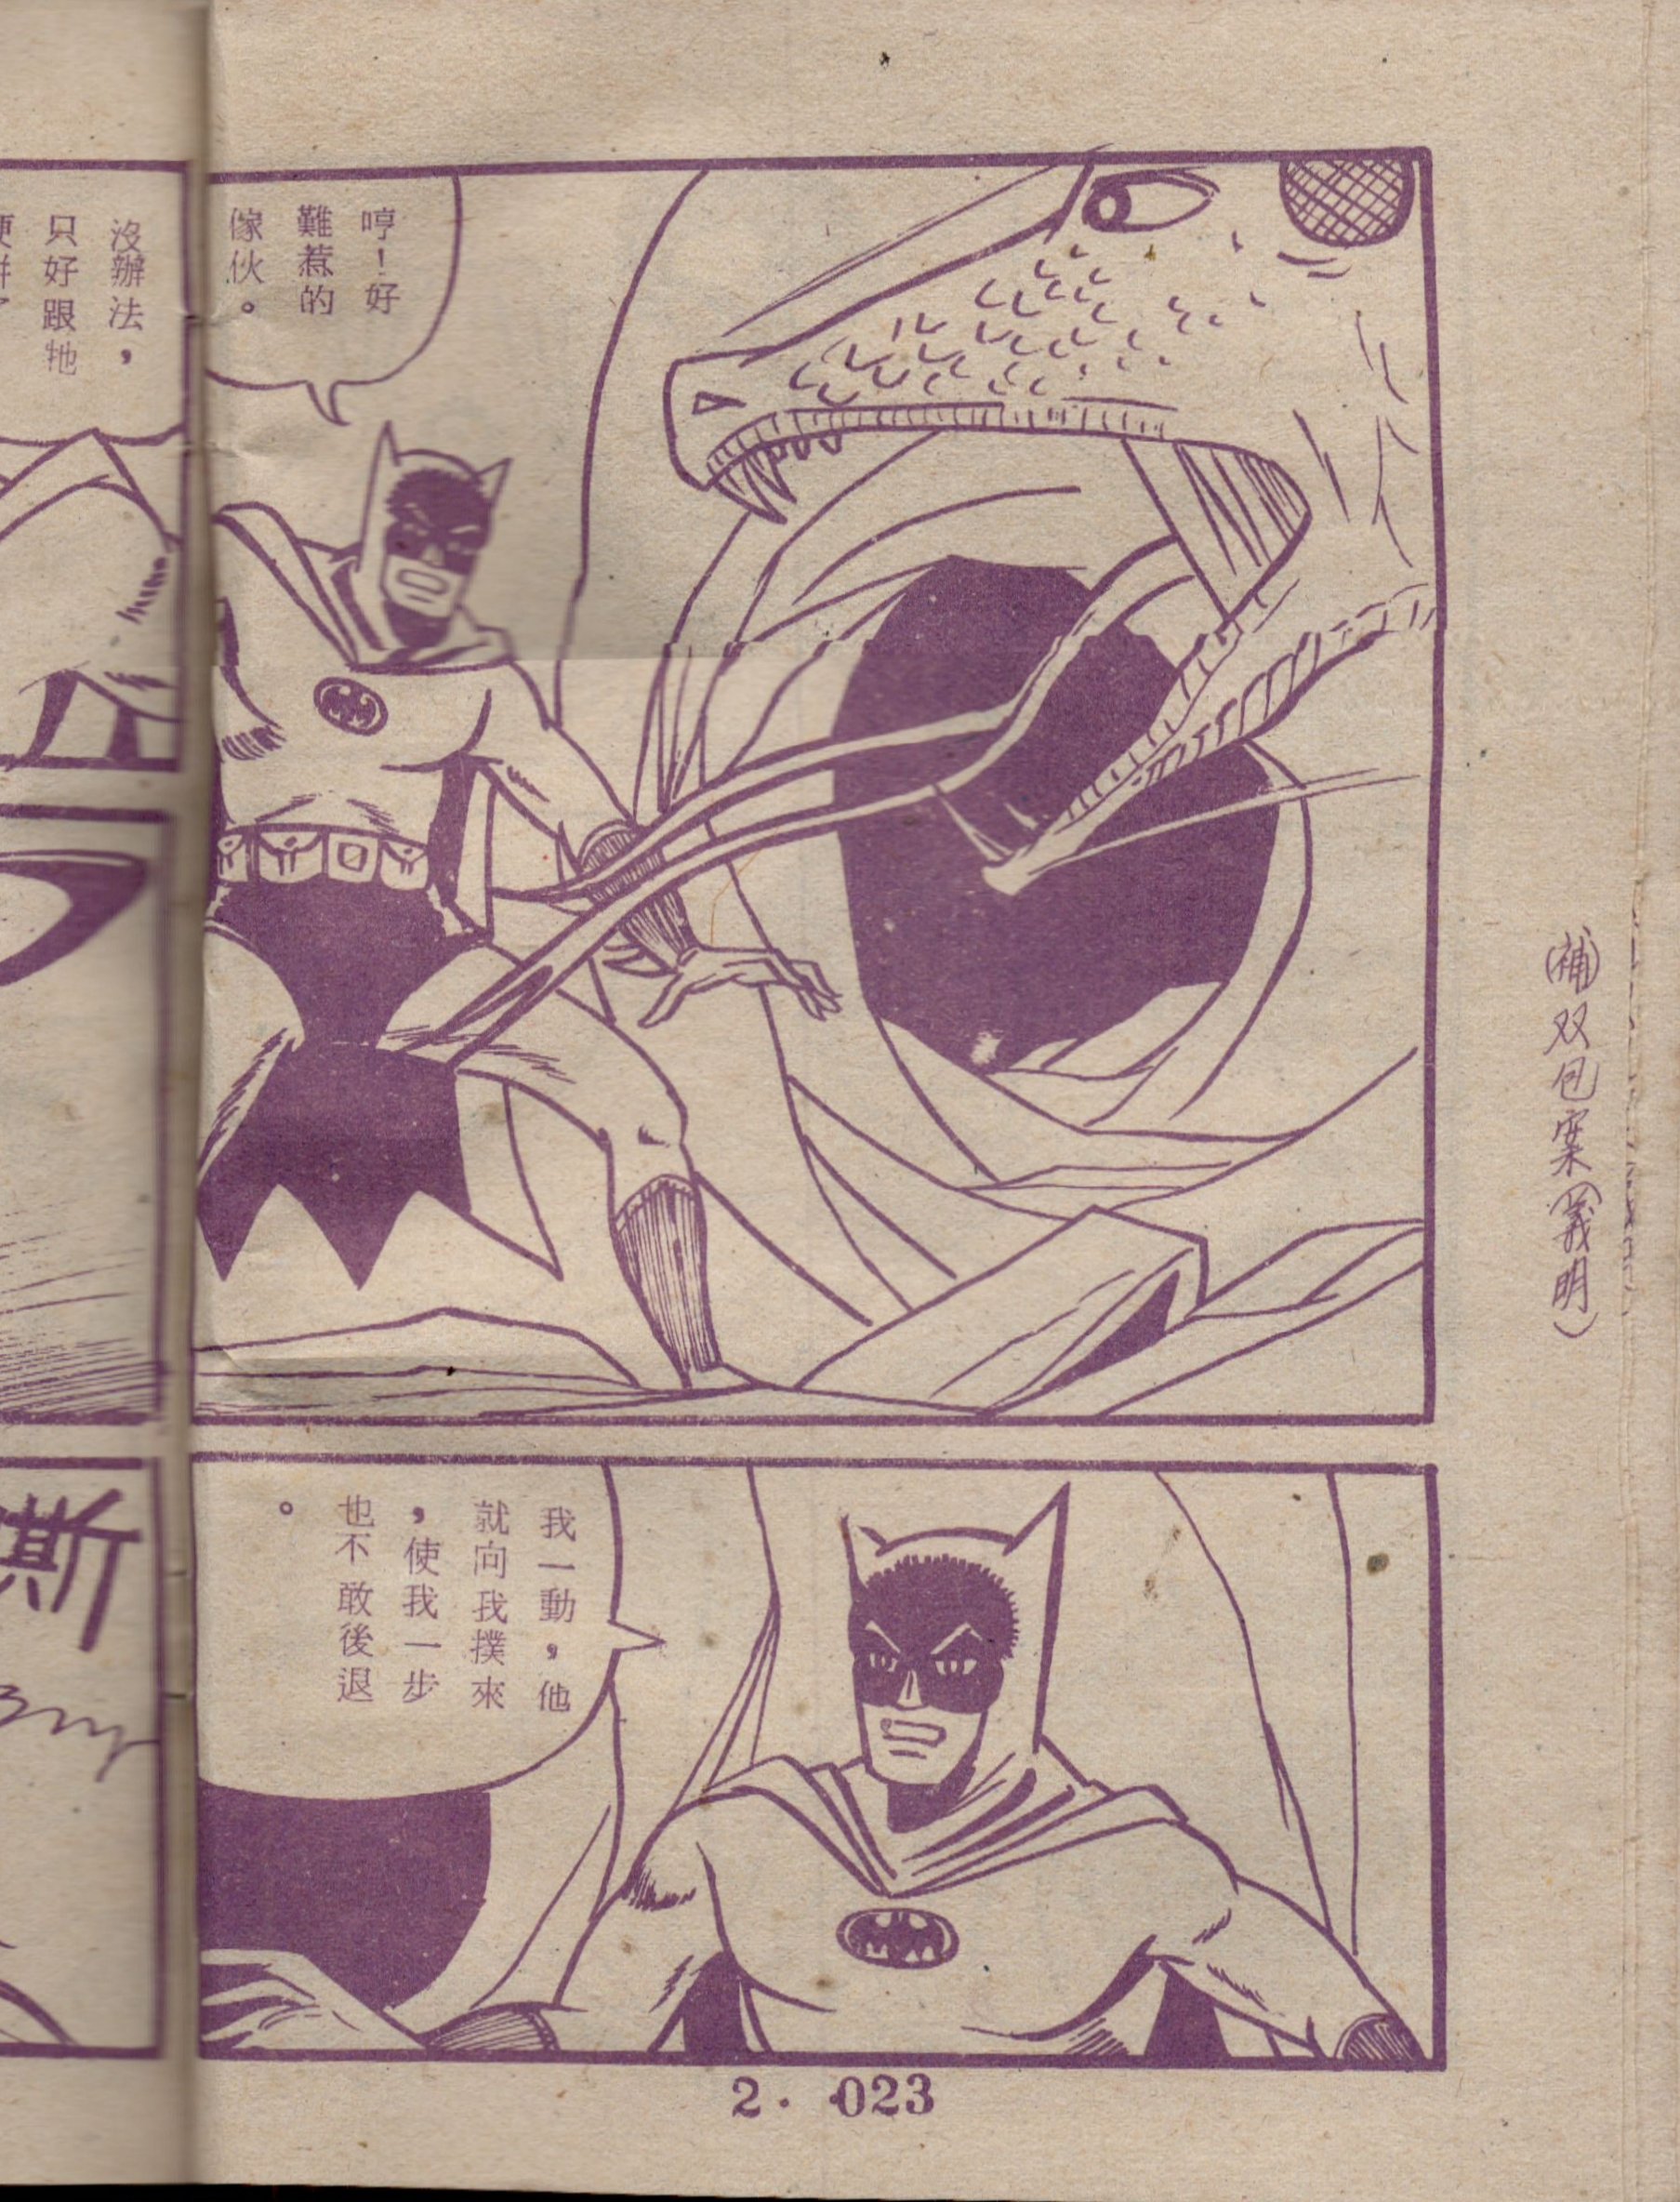 哼！好
難惹的
傢伙。
我一動，他
就向我撲來
，使我一步
也不敢後退
。
2．023
沒辦法，
只好跟牠
斯
(補)双包案(義明)